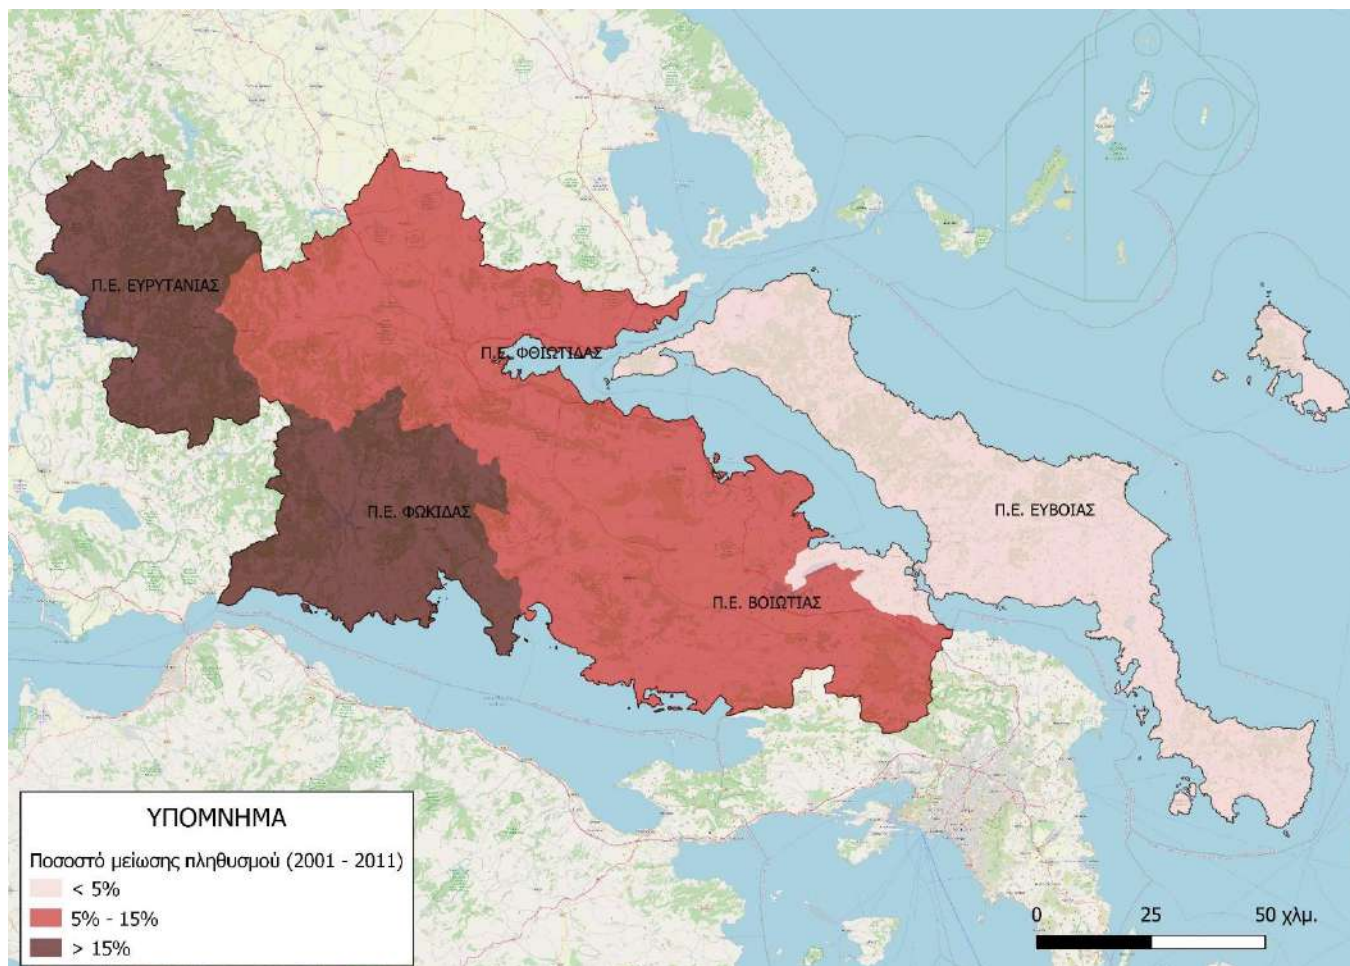 Π.Ε. ΕΥΡΥΤΑΝΙΑΣ
Π.Ε. ΦΘΙΩΤΙΔΑΣ
Π.Ε. ΦΩΚΙΔΑΣ
Π.Ε. ΕΥΒΟΙΑΣ
Π.Ε. ΒΟΙΩΤΙΑΣ
ΥΠΟΜΝΗΜΑ
Ποσοστό μείωσης πληθυσμού (2001 - 2011)
< 5%
5% - 15%
> 15%
0 25 50 χλμ.